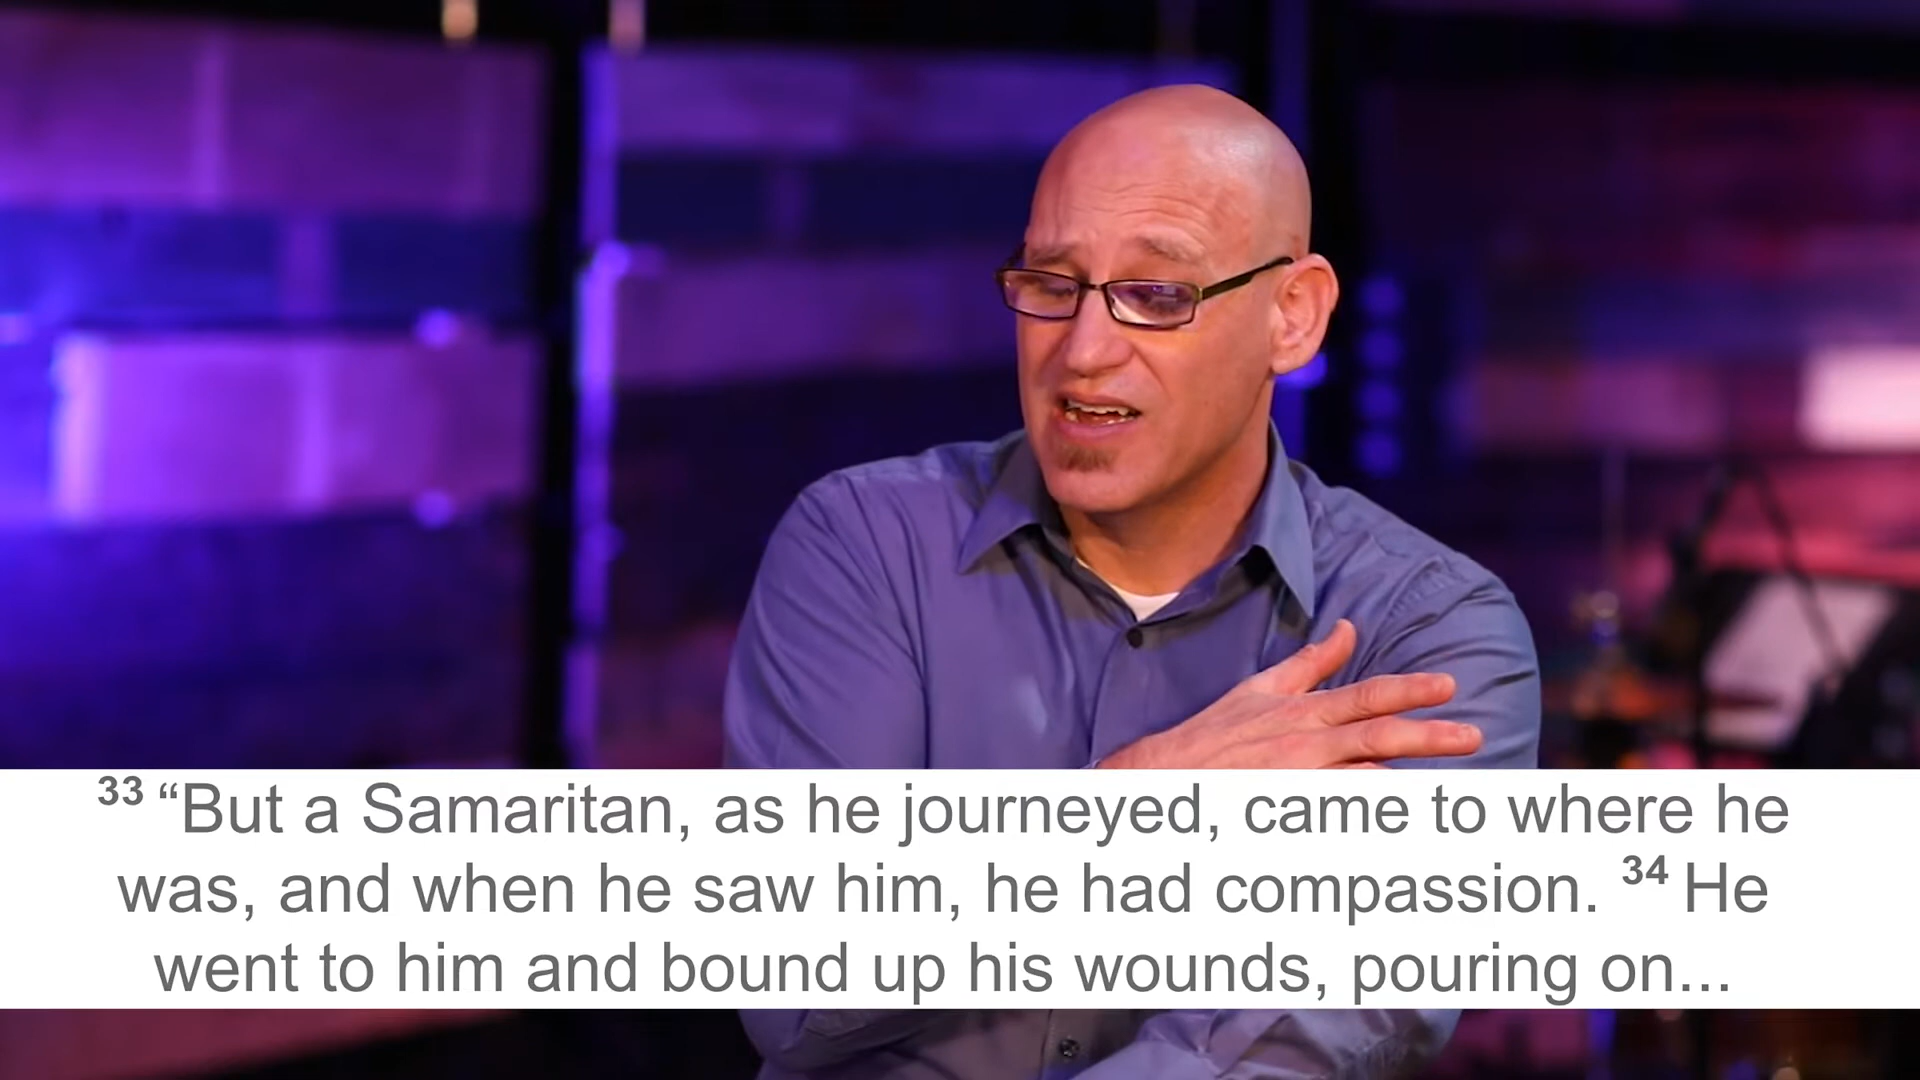 33 “But a Samaritan, as he journeyed, came to where he
was, and when he saw him, he had compassion. 34 He
went to him and bound up his wounds, pouring on...